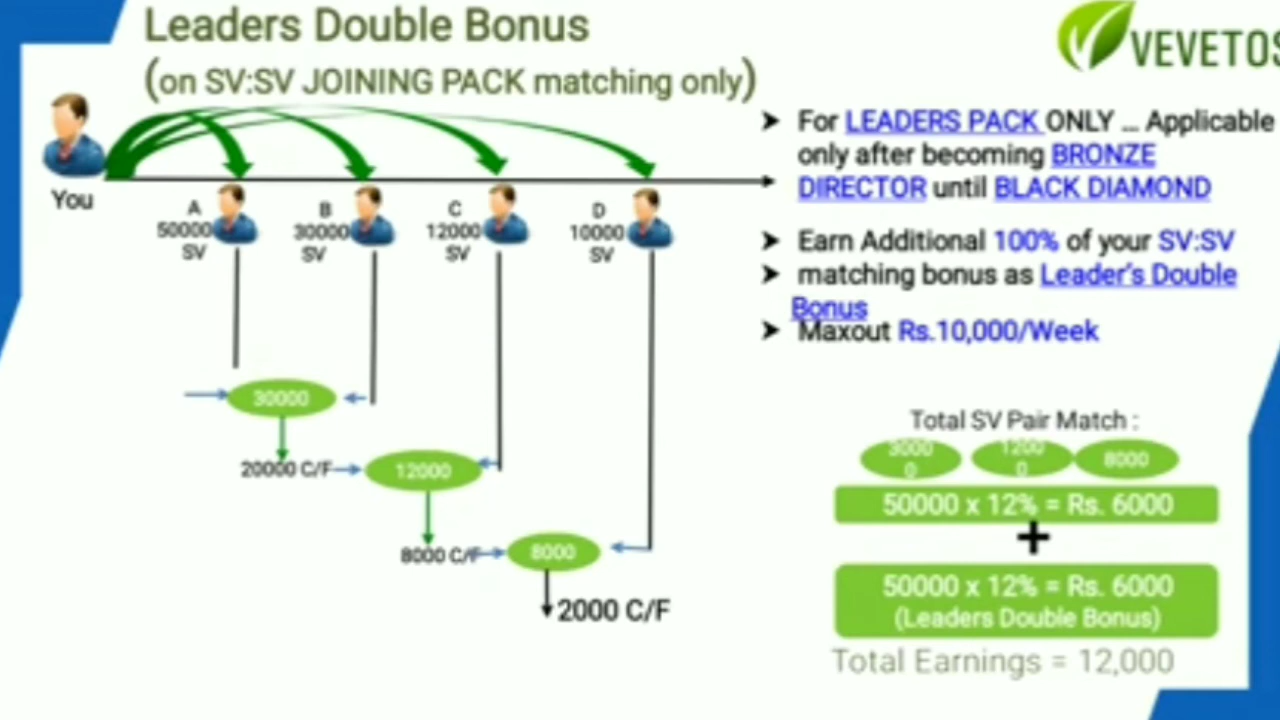 Leaders Double Bonus
(on SV:SV JOINING PACK matching only)
VEVETOS
You
A
50000
SV
B
30000
SV
C
12000
SV
D
10000
SV
➤ For LEADERS PACK ONLY ... Applicable
only after becoming BRONZE
DIRECTOR until BLACK DIAMOND
➤ Earn Additional 100% of your SV:SV
➤ matching bonus as Leader's Double
Bonus
➤ Maxout Rs.10,000/Week
30000
20000 C/F
12000
8000 C/F
8000
2000 C/F
Total SV Pair Match :
3000
0
1200
0
8000
50000 x 12% = Rs. 6000
+
50000 x 12% = Rs. 6000
(Leaders Double Bonus)
Total Earnings = 12,000